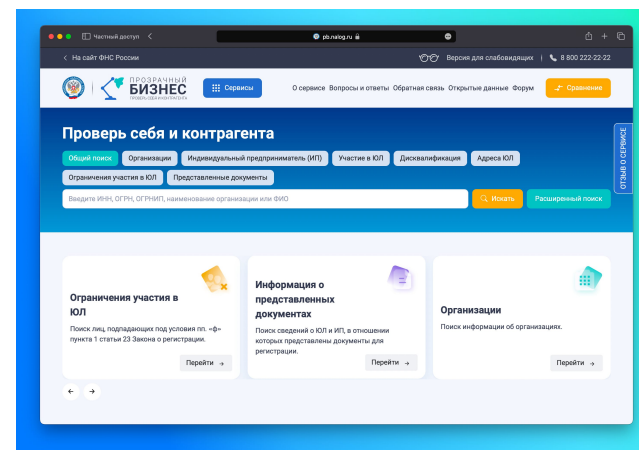 Частный доступ
pb.nalog.ru
На сайт ФНС России
Версия для слабовидящих
8 800 222-22-22
ПРОЗРАЧНЫЙ
БИЗНЕС
ПРОВЕРЬ СЕБЯ И КОНТРАГЕНТА
Сервисы
О сервисе Вопросы и ответы Обратная связь Открытые данные Форум
Сравнение
Проверь себя и контрагента
Общий поиск Организации Индивидуальный предприниматель (ИП) Участие в ЮЛ Дисквалификация Адреса ЮЛ
Ограничения участия в ЮЛ Представленные документы
Введите ИНН, ОГРН, ОГРНИП, наименование организации или ФИО
Искать
Расширенный поиск
ОТЗЫВ О СЕРВИСЕ
Ограничения участия в
ЮЛ
Поиск лиц, подпадающих под условия пп. «ф»
пункта 1 статьи 23 Закона о регистрации.
Перейти →
Информация о
представленных
документах
Поиск сведений о ЮЛ и ИП, в отношении
которых представлены документы для
регистрации.
Перейти →
Организации
Поиск информации об организациях.
Перейти →